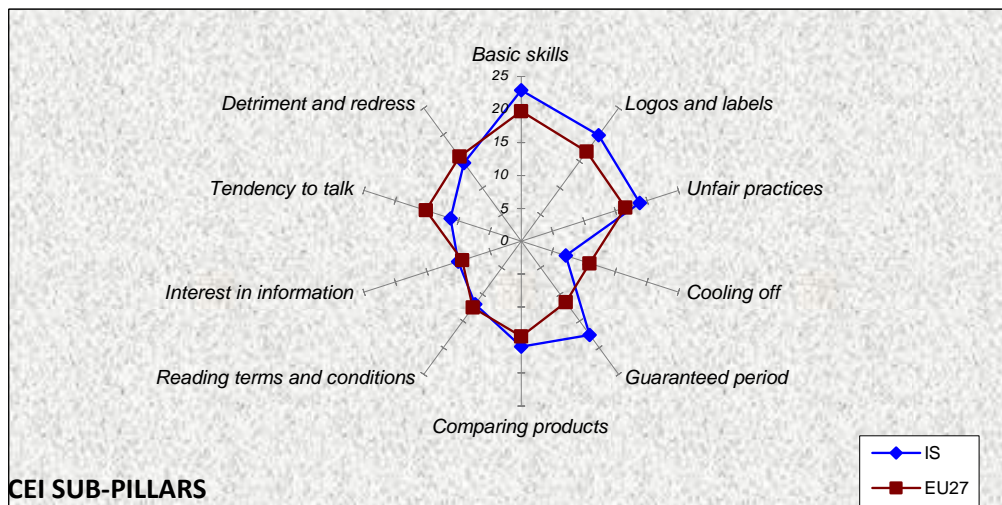 Basic skills
25
Detriment and redress
20
Logos and labels
15
10
Tendency to talk
5
Unfair practices
0
Interest in information
Cooling off
Reading terms and conditions
Guaranteed period
Comparing products
IS
CEI SUB-PILLARS
EU27